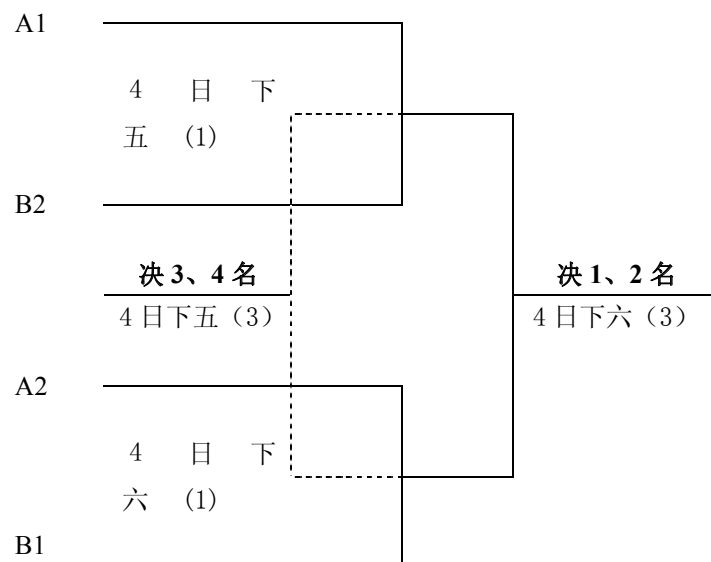 A1
4 日 下
五 (1)
B2
决 3、4 名
决 1、2 名
4 日下五（3）
4 日下六（3）
A2
4 日 下
六 (1)
B1